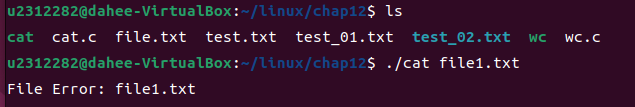 u2312282@dahee-VirtualBox:~/linux/chap12$ ls
cat  cat.c  file.txt  test.txt  test_01.txt  test_02.txt  wc  wc.c
u2312282@dahee-VirtualBox:~/linux/chap12$ ./cat file1.txt
File Error: file1.txt